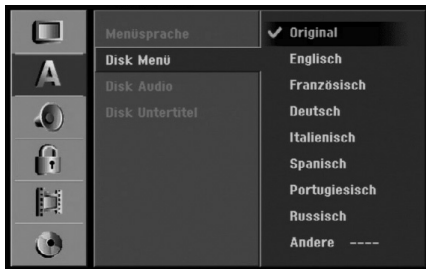 Menüsprache
Disk Menü
Disk Audio
Disk Untertitel
Original
Englisch
Französisch
Deutsch
Italienisch
Spanisch
Portugiesisch
Russisch
Andere ----
A